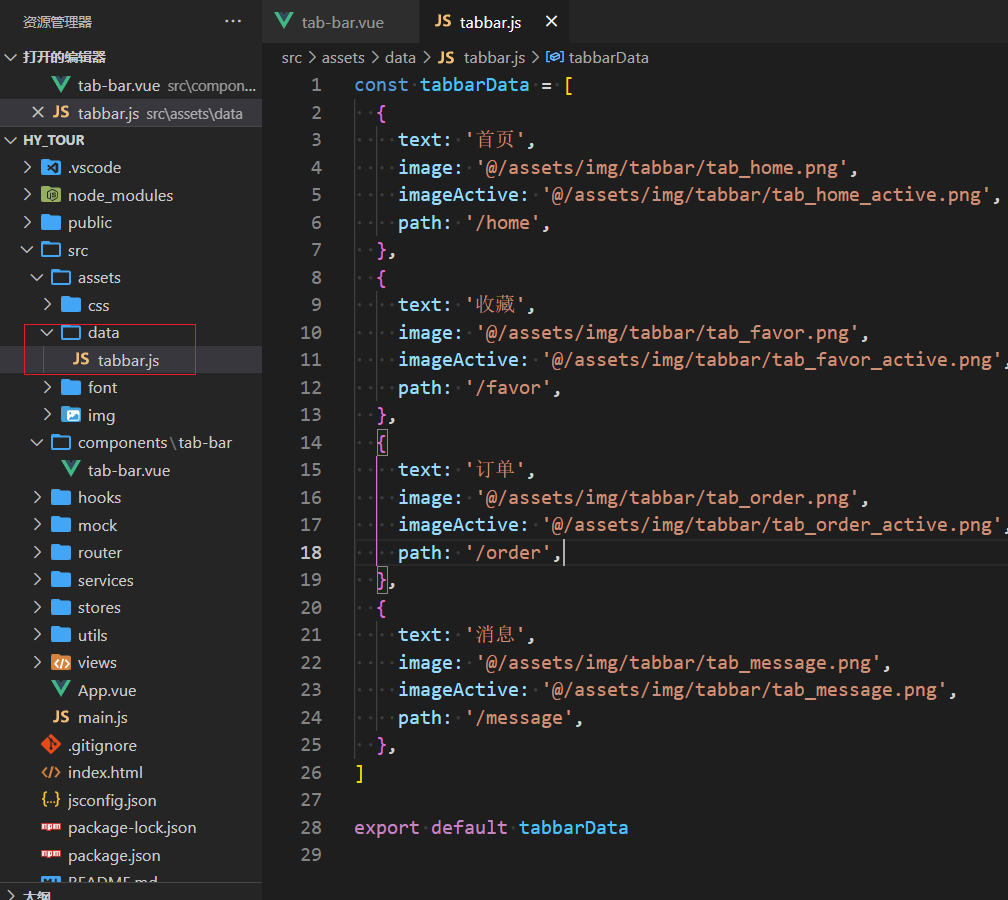 资源管理器 ...
打开的编辑器
tab-bar.vue src\compon...
JS tabbar.js src\assets\data
HY_TOUR
.vscode
node_modules
public
src
assets
css
data
JS tabbar.js
font
img
components\tab-bar
tab-bar.vue
hooks
mock
router
services
stores
utils
views
App.vue
JS main.js
.gitignore
index.html
jsconfig.json
package-lock.json
package.json
README.md
大纲
tab-bar.vue JS tabbar.js
src > assets > data > JS tabbar.js > tabbarData
1 const tabbarData = [
2 {
3 text: '首页',
4 image: '@/assets/img/tabbar/tab_home.png',
5 imageActive: '@/assets/img/tabbar/tab_home_active.png',
6 path: '/home',
7 },
8 {
9 text: '收藏',
10 image: '@/assets/img/tabbar/tab_favor.png',
11 imageActive: '@/assets/img/tabbar/tab_favor_active.png',
12 path: '/favor',
13 },
14 {
15 text: '订单',
16 image: '@/assets/img/tabbar/tab_order.png',
17 imageActive: '@/assets/img/tabbar/tab_order_active.png',
18 path: '/order',
19 },
20 {
21 text: '消息',
22 image: '@/assets/img/tabbar/tab_message.png',
23 imageActive: '@/assets/img/tabbar/tab_message.png',
24 path: '/message',
25 },
26 ]
27
28 export default tabbarData
29